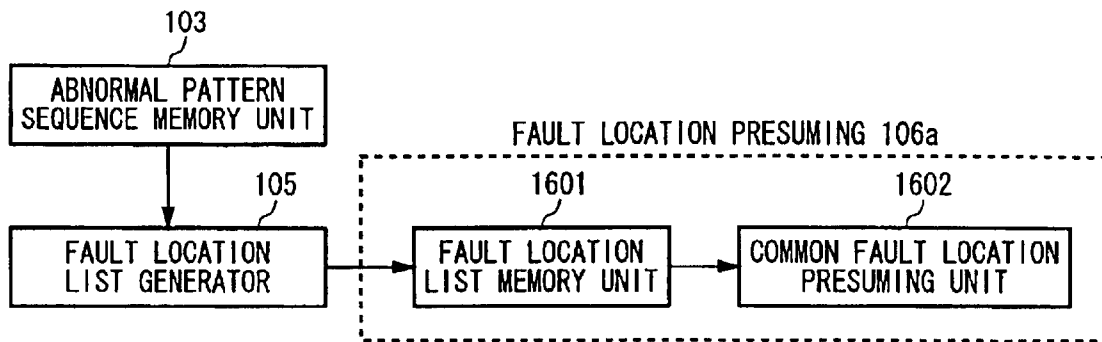 103
ABNORMAL PATTERN
SEQUENCE MEMORY UNIT
FAULT LOCATION PRESUMING 106a
105
FAULT LOCATION
LIST GENERATOR
1601
FAULT LOCATION
LIST MEMORY UNIT
1602
COMMON FAULT LOCATION
PRESUMING UNIT